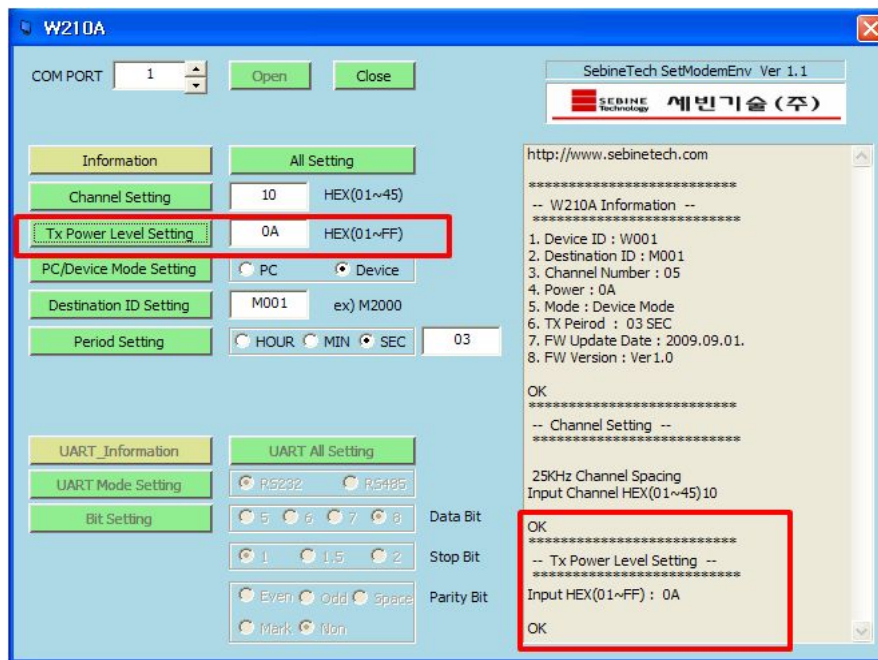 W210A
COM PORT 1 Open Close
SebineTech SetModemEnv Ver 1.1
SEBINE Technology 세빈기술(주)
Information All Setting
Channel Setting 10 HEX(01~45)
Tx Power Level Setting 0A HEX(01~FF)
PC/Device Mode Setting PC Device
Destination ID Setting M001 ex) M2000
Period Setting HOUR MIN SEC 03
UART_Information UART All Setting
UART Mode Setting RS232 RS485
Bit Setting 5 6 7 8 Data Bit
1 1.5 2 Stop Bit
Even Odd Space Parity Bit
Mark Non
http://www.sebinetech.com
***************************
-- W210A Information --
***************************
1. Device ID : W001
2. Destination ID : M001
3. Channel Number : 05
4. Power : 0A
5. Mode : Device Mode
6. TX Peirod : 03 SEC
7. FW Update Date : 2009.09.01.
8. FW Version : Ver1.0
OK
***************************
-- Channel Setting --
***************************
25KHz Channel Spacing
Input Channel HEX(01~45)10
OK
***************************
-- Tx Power Level Setting --
***************************
Input HEX(01~FF) : 0A
OK